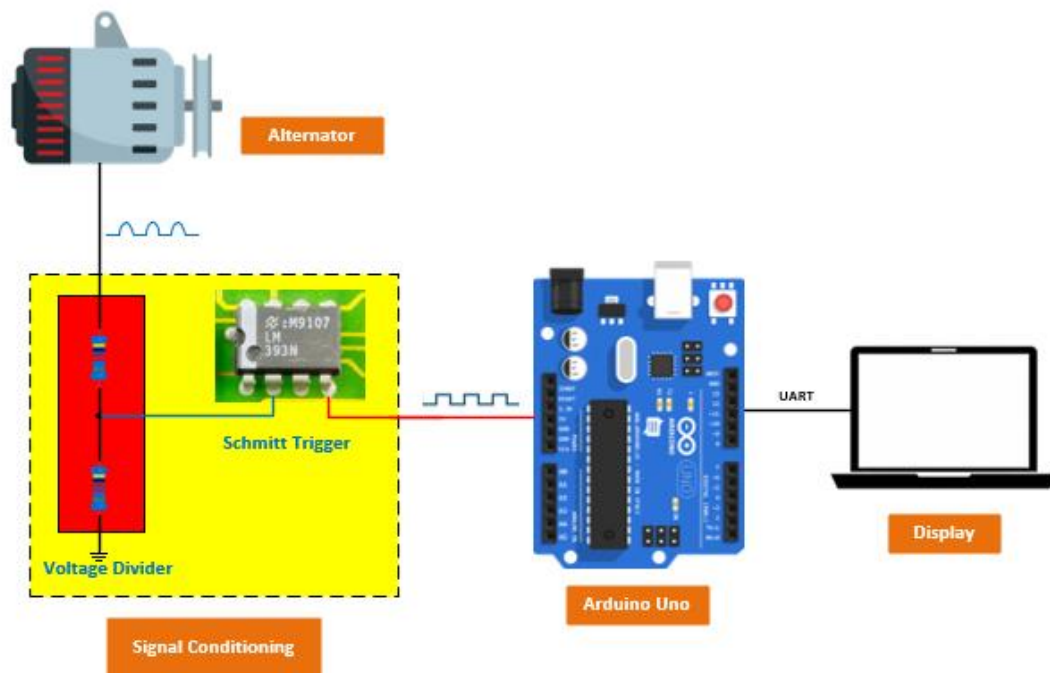 Alternator
M9107
LM
393N
Schmitt Trigger
Voltage Divider
Signal Conditioning
UART
Arduino Uno
Display